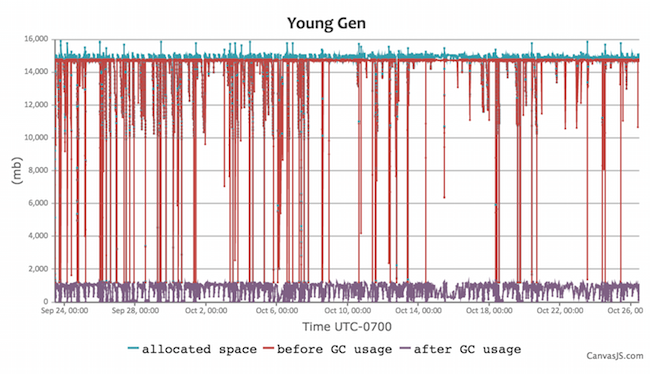 Young Gen
16,000
14,000
12,000
10,000
8,000
6,000
4,000
2,000
0
(mb)
Sep 24, 00:00
Sep 28, 00:00
Oct 2, 00:00
Oct 6, 00:00
Oct 10, 00:00
Oct 14, 00:00
Oct 18, 00:00
Oct 22, 00:00
Oct 26, 00
Time UTC-0700
allocated space before GC usage after GC usage
CanvasJS.com